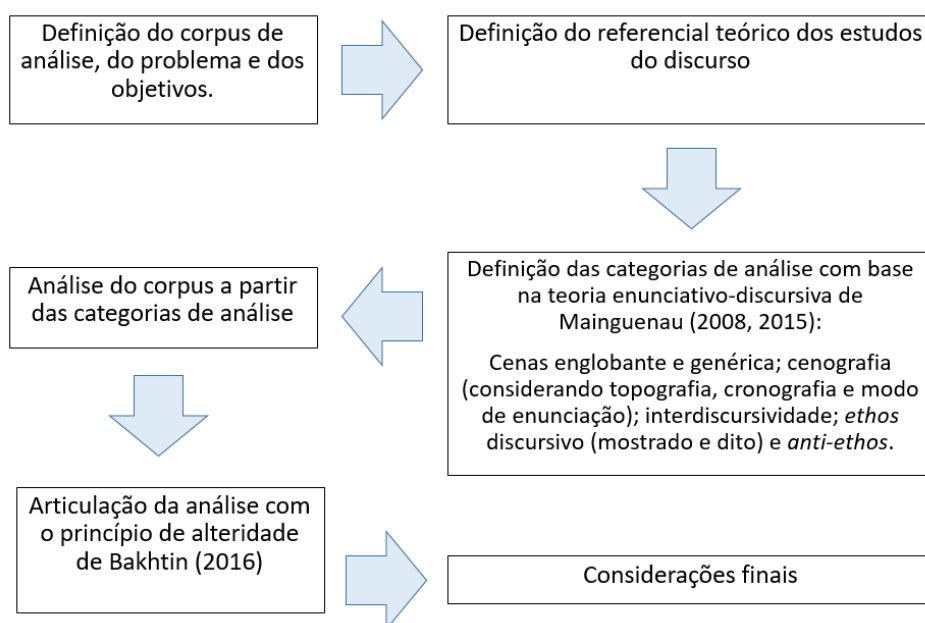 Definição do corpus de
análise, do problema e dos
objetivos.
Definição do referencial teórico dos estudos
do discurso
Definição das categorias de análise com base
na teoria enunciativo-discursiva de
Mainguenau (2008, 2015):
Cenas englobante e genérica; cenografia
(considerando topografia, cronografia e modo
de enunciação); interdiscursividade; ethos
discursivo (mostrado e dito) e anti-ethos.
Análise do corpus a partir
das categorias de análise
Articulação da análise com
o princípio de alteridade
de Bakhtin (2016)
Considerações finais